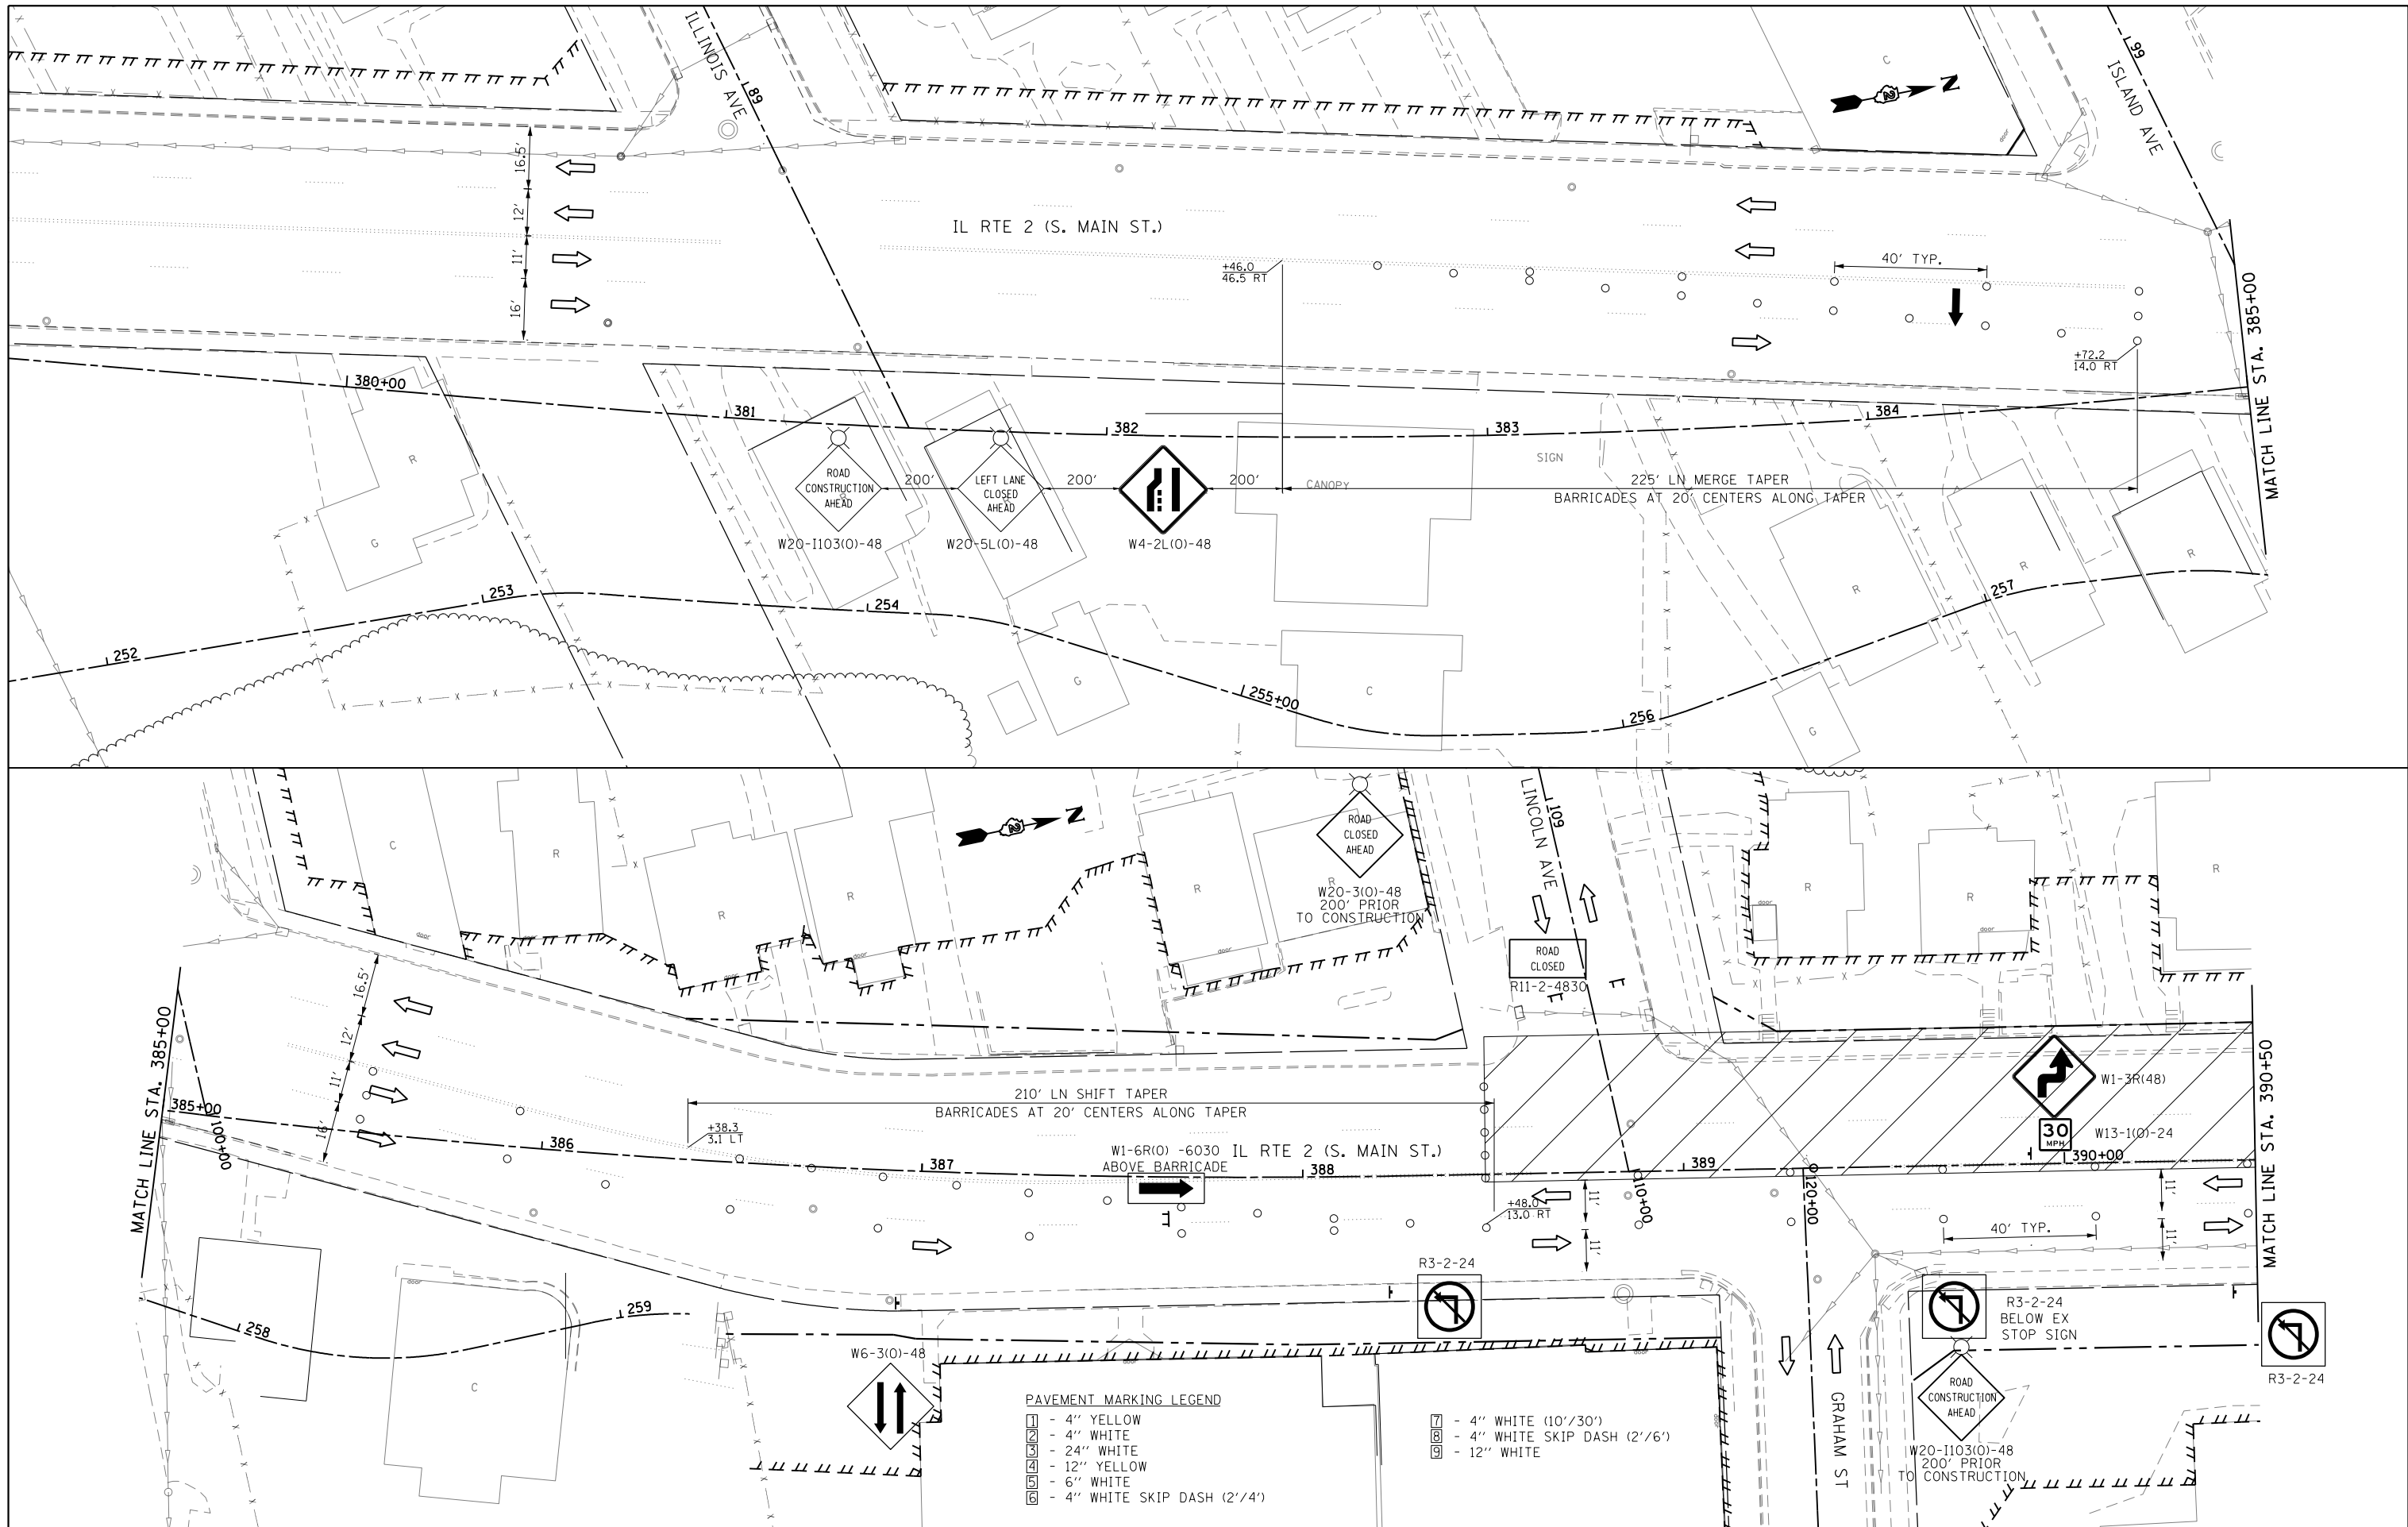 ILLINOIS AVE
89
99
ISLAND AVE
C
N
door
16.5'
12'
11'
16'
IL RTE 2 (S. MAIN ST.)
+46.0
46.5 RT
40' TYP.
+72.2
14.0 RT
MATCH LINE STA. 385+00
380+00
381
382
383
384
R
G
ROAD
CONSTRUCTION
AHEAD
W20-I103(O)-48
200'
R
LEFT LANE
CLOSED
AHEAD
W20-5L(O)-48
R
200'
W4-2L(O)-48
200'
CANOPY
SIGN
225' LN MERGE TAPER
BARRICADES AT 20' CENTERS ALONG TAPER
R
R
R
252
253
254
255+00
256
257
G
C
G
C
R
R
R
N
R
R
door
door
door
door
ROAD
CLOSED
AHEAD
W20-3(O)-48
200' PRIOR
TO CONSTRUCTION
LINCOLN AVE
109
ROAD
CLOSED
R11-2-4830
R
R
R
door
door
MATCH LINE STA. 385+00
16.5'
12'
11'
16'
385+00
100+00
386
387
388
389
390+00
210' LN SHIFT TAPER
BARRICADES AT 20' CENTERS ALONG TAPER
+38.3
3.1 LT
W1-6R(O) -6030
ABOVE BARRICADE
IL RTE 2 (S. MAIN ST.)
+48.0
13.0 RT
11'
11'
110+00
120+00
W1-3R(48)
30
MPH
W13-1(O)-24
11'
11'
40' TYP.
MATCH LINE STA. 390+50
258
259
door
C
W6-3(O)-48
door
door
door
R3-2-24
R3-2-24
BELOW EX
STOP SIGN
R3-2-24
GRAHAM ST
ROAD
CONSTRUCTION
AHEAD
W20-I103(O)-48
200' PRIOR
TO CONSTRUCTION
PAVEMENT MARKING LEGEND
1 - 4'' YELLOW
2 - 4'' WHITE
3 - 24'' WHITE
4 - 12'' YELLOW
5 - 6'' WHITE
6 - 4'' WHITE SKIP DASH (2'/4')
7 - 4'' WHITE (10'/30')
8 - 4'' WHITE SKIP DASH (2'/6')
9 - 12'' WHITE